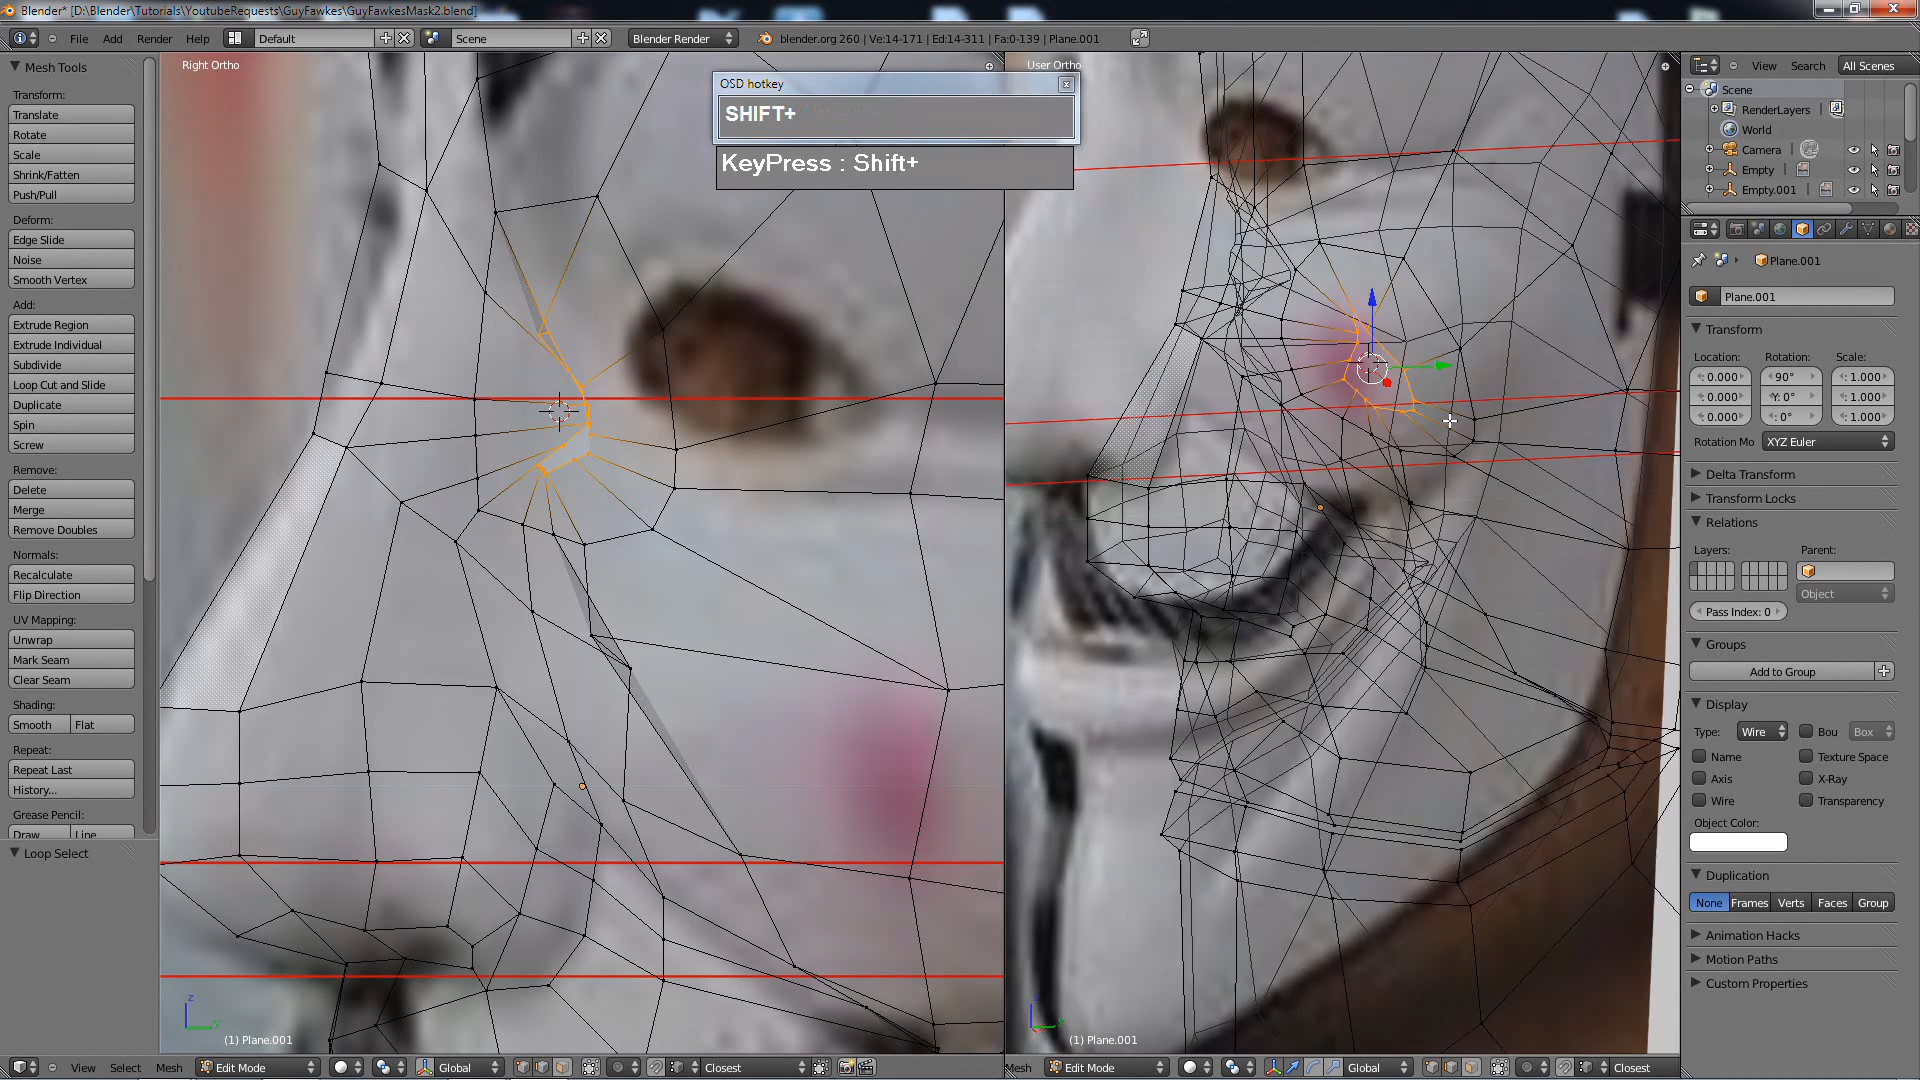 Blender* [D:\Blender\Tutorials\YoutubeRequests\GuyFawkes\GuyFawkesMask2.blend]
File Add Render Help Default Scene Blender Render blender.org 260 | Ve:14-171 | Ed:14-311 | Fa:0-139 | Plane.001
Mesh Tools
Transform:
Translate
Rotate
Scale
Shrink/Fatten
Push/Pull
Deform:
Edge Slide
Noise
Smooth Vertex
Add:
Extrude Region
Extrude Individual
Subdivide
Loop Cut and Slide
Duplicate
Spin
Screw
Remove:
Delete
Merge
Remove Doubles
Normals:
Recalculate
Flip Direction
UV Mapping:
Unwrap
Mark Seam
Clear Seam
Shading:
Smooth Flat
Repeat:
Repeat Last
History...
Grease Pencil:
Draw Line
Loop Select
Right Ortho
OSD hotkey
SHIFT+
KeyPress : Shift+
User Ortho
(1) Plane.001
(1) Plane.001
View Select Mesh Edit Mode Global Closest
Mesh Edit Mode Global Closest
View Search All Scenes
Scene
RenderLayers
World
Camera
Empty
Empty.001
Plane.001
Plane.001
Transform
Location: Rotation: Scale:
: 0.000 90° : 1.000
: 0.000 Y: 0° : 1.000
: 0.000 : 0° : 1.000
Rotation Mo XYZ Euler
Delta Transform
Transform Locks
Relations
Layers: Parent:
Object
Pass Index: 0
Groups
Add to Group
Display
Type: Wire Bou Box
Name Texture Space
Axis X-Ray
Wire Transparency
Object Color:
Duplication
None Frames Verts Faces Group
Animation Hacks
Motion Paths
Custom Properties